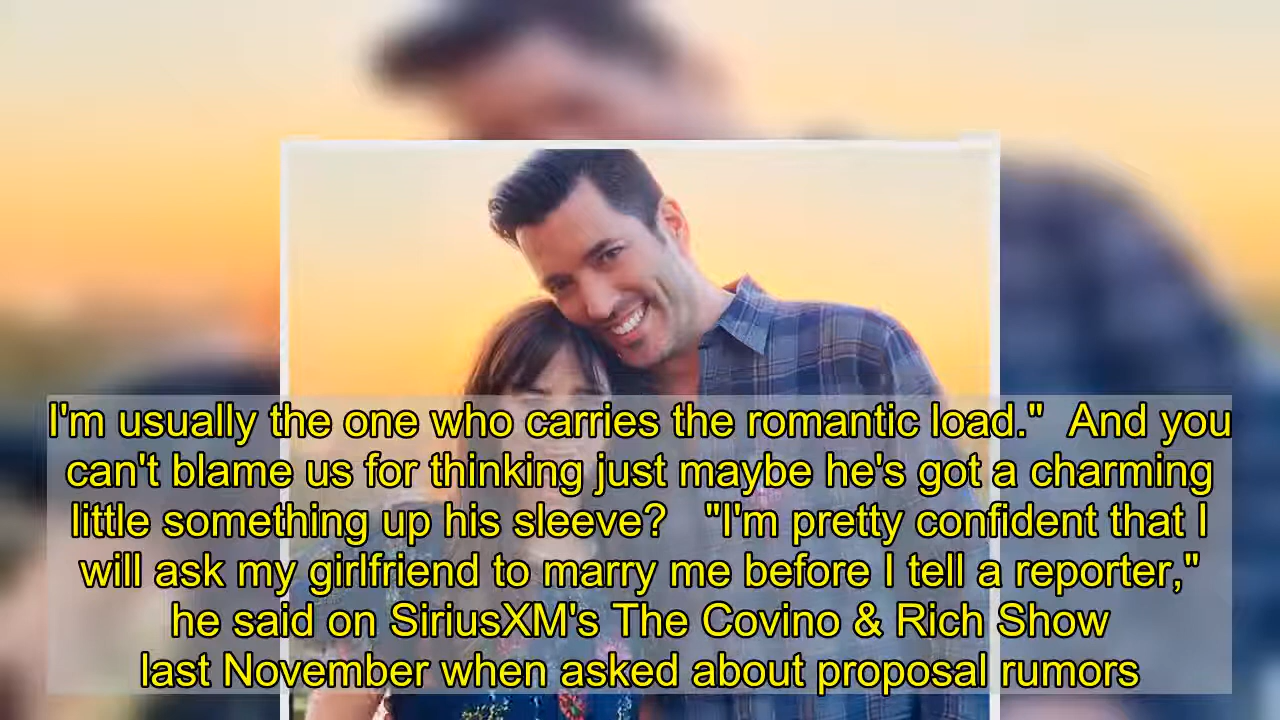 I'm usually the one who carries the romantic load."  And you
can't blame us for thinking just maybe he's got a charming
little something up his sleeve?   "I'm pretty confident that I
will ask my girlfriend to marry me before I tell a reporter,"
he said on SiriusXM's The Covino & Rich Show
last November when asked about proposal rumors